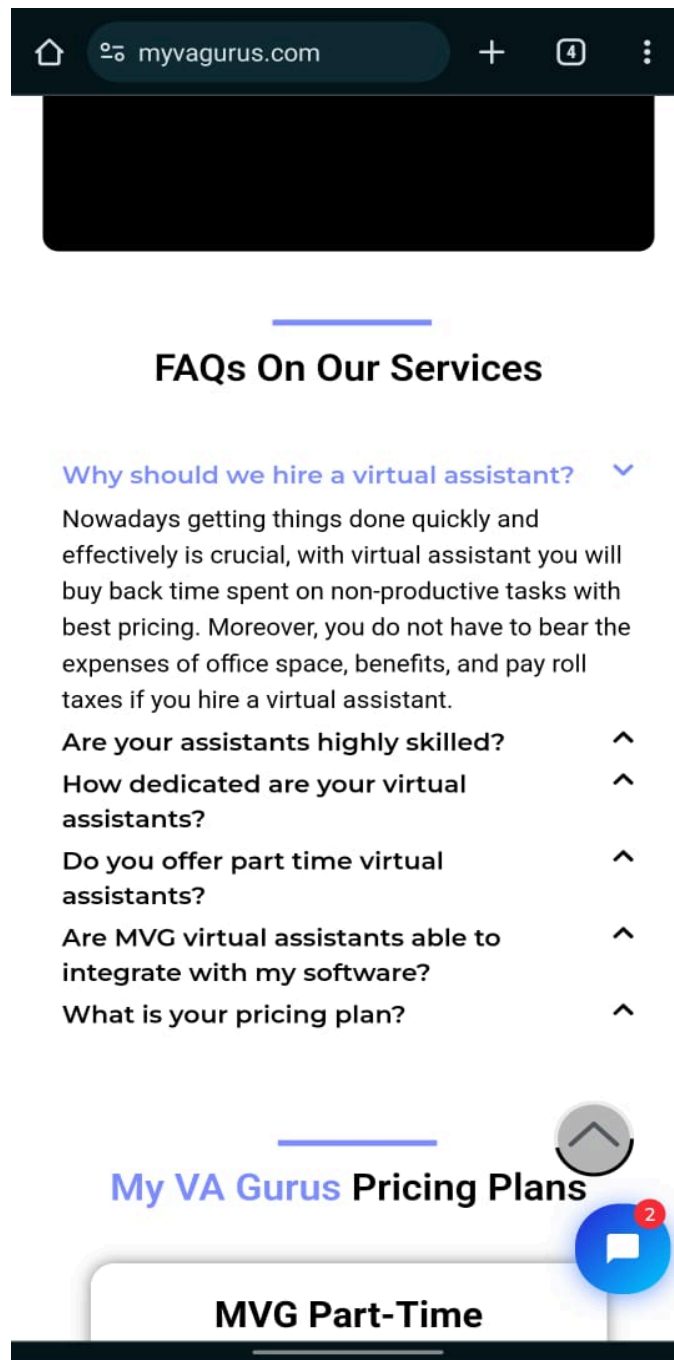 myvagurus.com
4
FAQs On Our Services
Why should we hire a virtual assistant?
Nowadays getting things done quickly and
effectively is crucial, with virtual assistant you will
buy back time spent on non-productive tasks with
best pricing. Moreover, you do not have to bear the
expenses of office space, benefits, and pay roll
taxes if you hire a virtual assistant.
Are your assistants highly skilled?
How dedicated are your virtual
assistants?
Do you offer part time virtual
assistants?
Are MVG virtual assistants able to
integrate with my software?
What is your pricing plan?
My VA Gurus Pricing Plans
2
MVG Part-Time